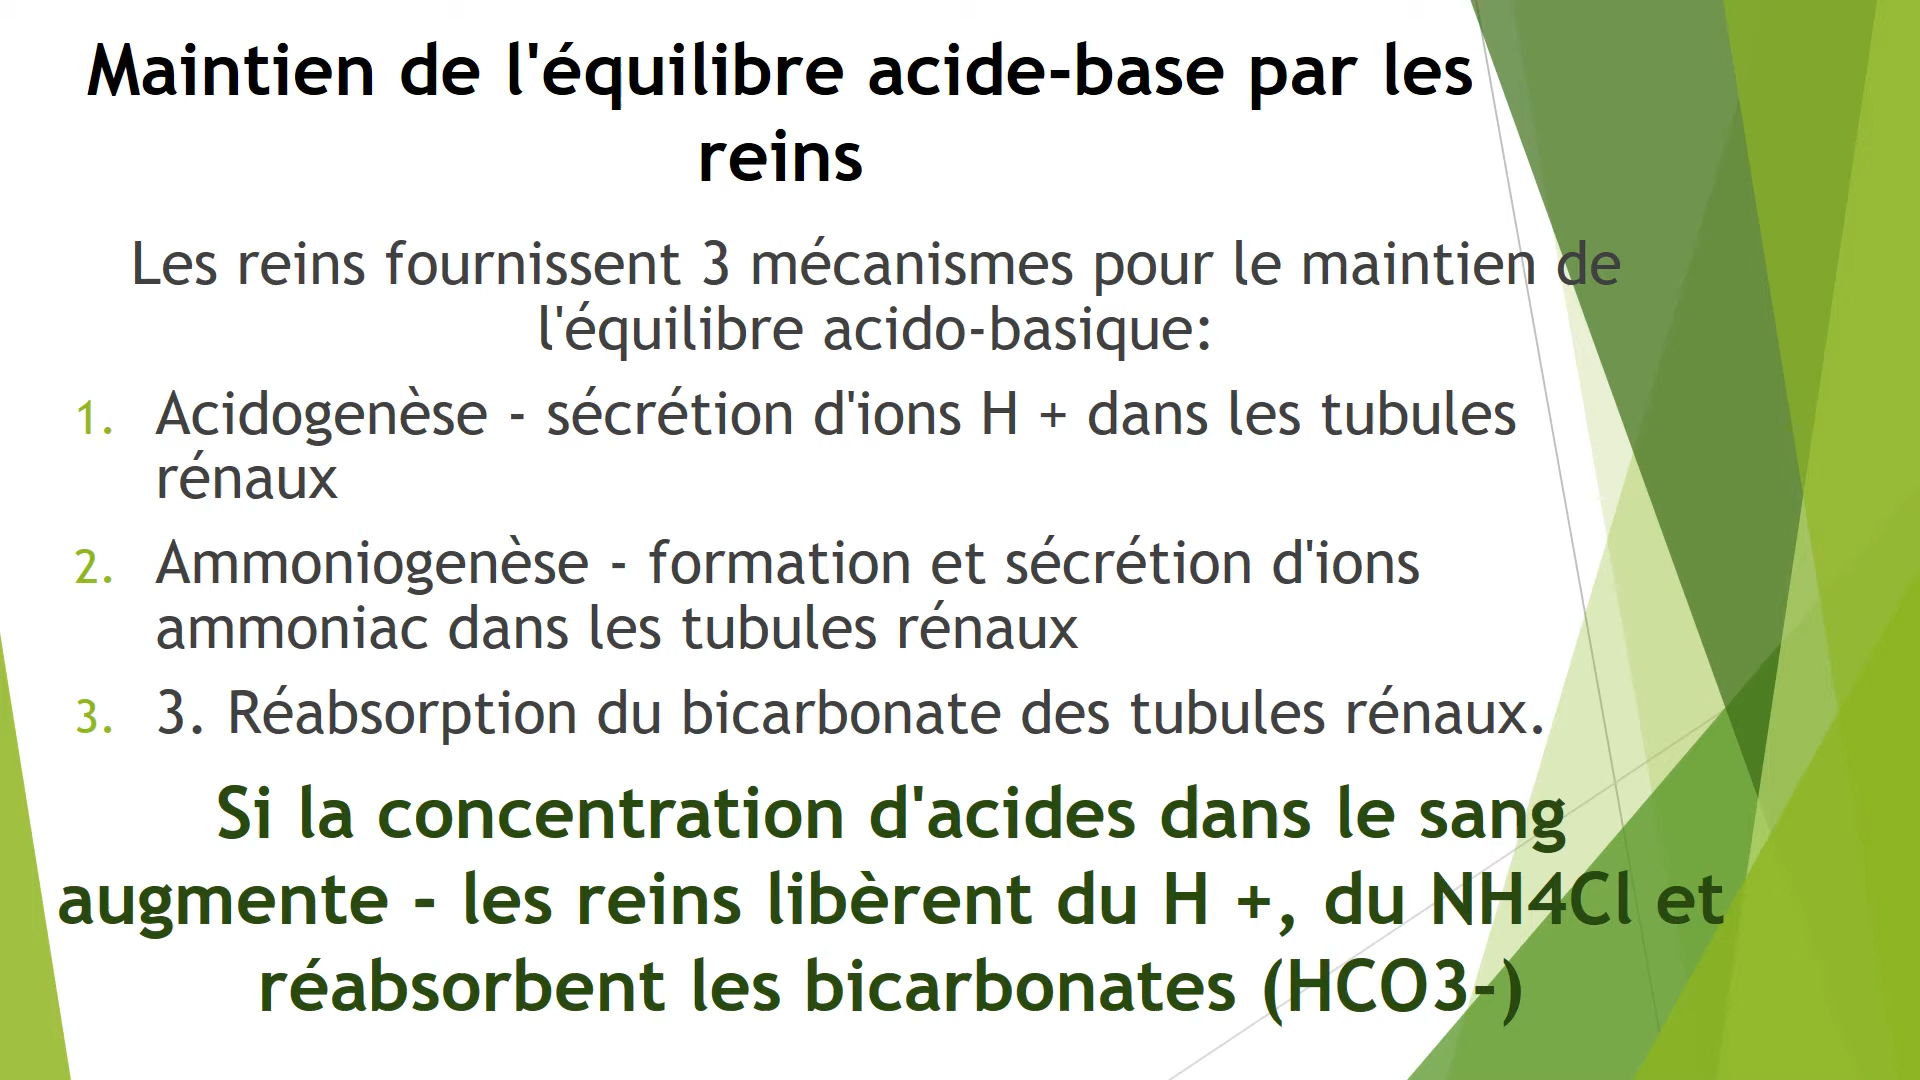 Maintien de l'équilibre acide-base par les
reins
Les reins fournissent 3 mécanismes pour le maintien de
l'équilibre acido-basique:
1. Acidogenèse - sécrétion d'ions H + dans les tubules
rénaux
2. Ammoniogenèse - formation et sécrétion d'ions
ammoniac dans les tubules rénaux
3. 3. Réabsorption du bicarbonate des tubules rénaux.
Si la concentration d'acides dans le sang
augmente - les reins libèrent du H +, du NH4Cl et
réabsorbent les bicarbonates (HCO3-)